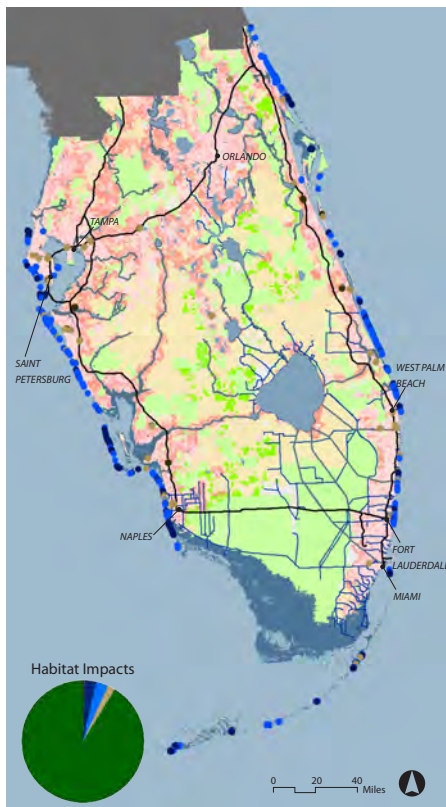 ORLANDO
TAMPA
SAINT
PETERSBURG
WEST PALM
BEACH
NAPLES
FORT
LAUDERDALE
MIAMI
Habitat Impacts
0 20 40
Miles